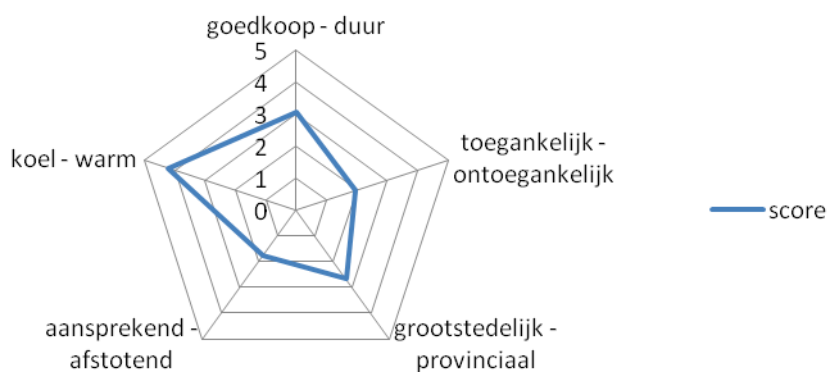 goedkoop - duur
5
4
3
2
1
0
toegankelijk -
ontoegankelijk
koel - warm
score
aansprekend -
afstotend
grootstedelijk -
provinciaal